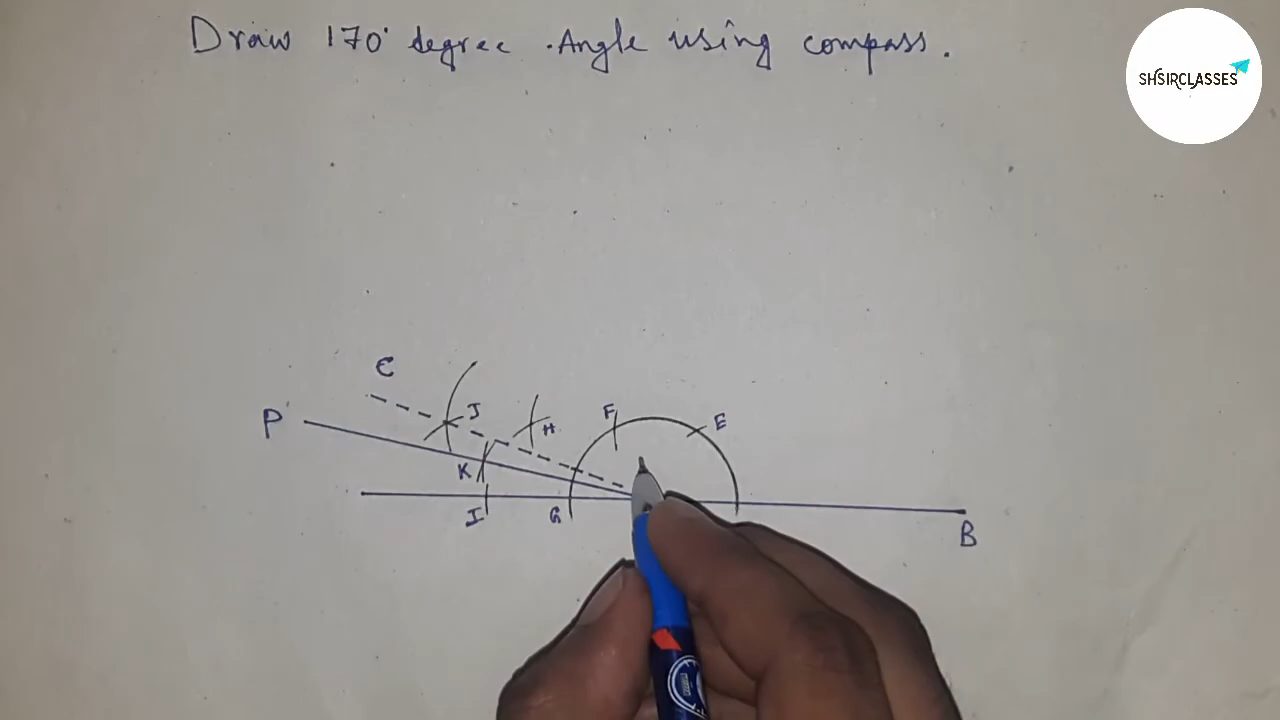 Draw 170° degree . Angle using compass.
SHSIRCLASSES
C
P
J
F
E
H
K
I
G
B